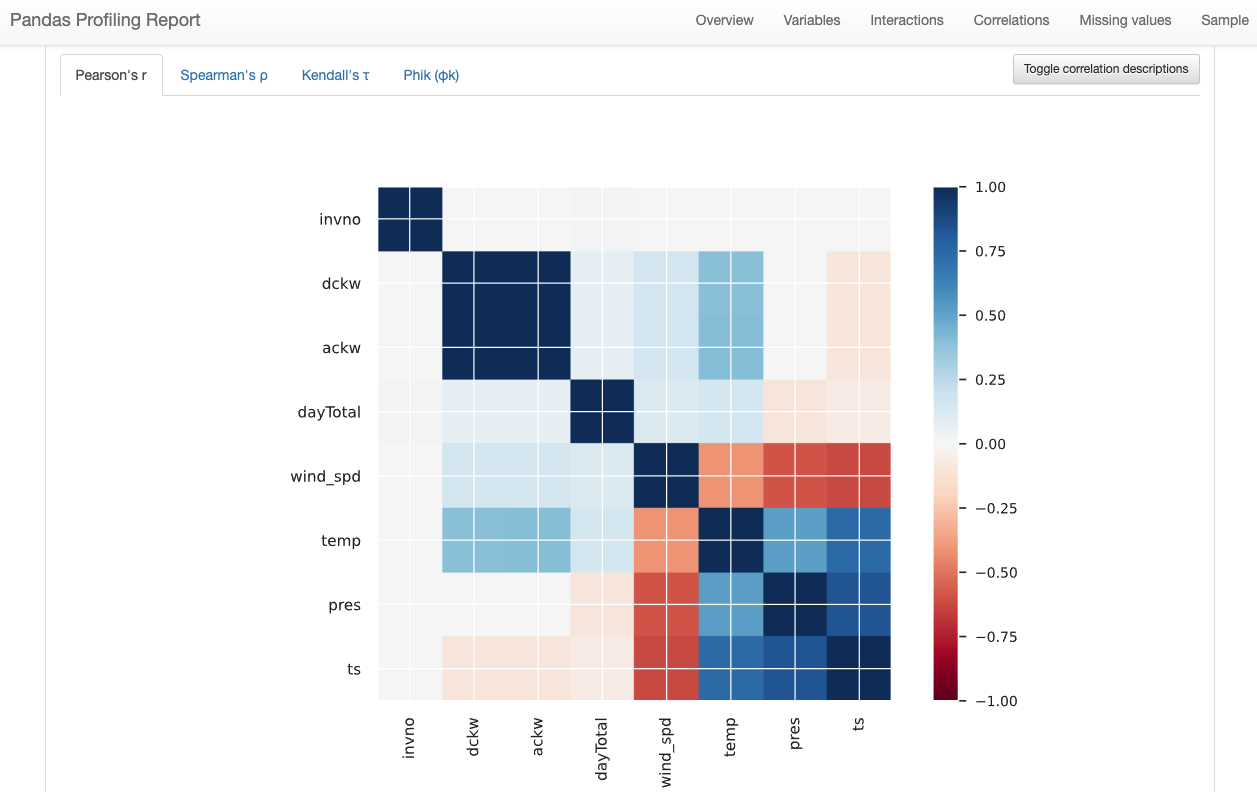 Pandas Profiling Report
Overview Variables Interactions Correlations Missing values Sample
Pearson's r Spearman's ρ Kendall's τ Phik (φk)
Toggle correlation descriptions
invno
dckw
ackw
dayTotal
wind_spd
temp
pres
ts
invno
dckw
ackw
dayTotal
wind_spd
temp
pres
ts
1.00
0.75
0.50
0.25
0.00
−0.25
−0.50
−0.75
−1.00